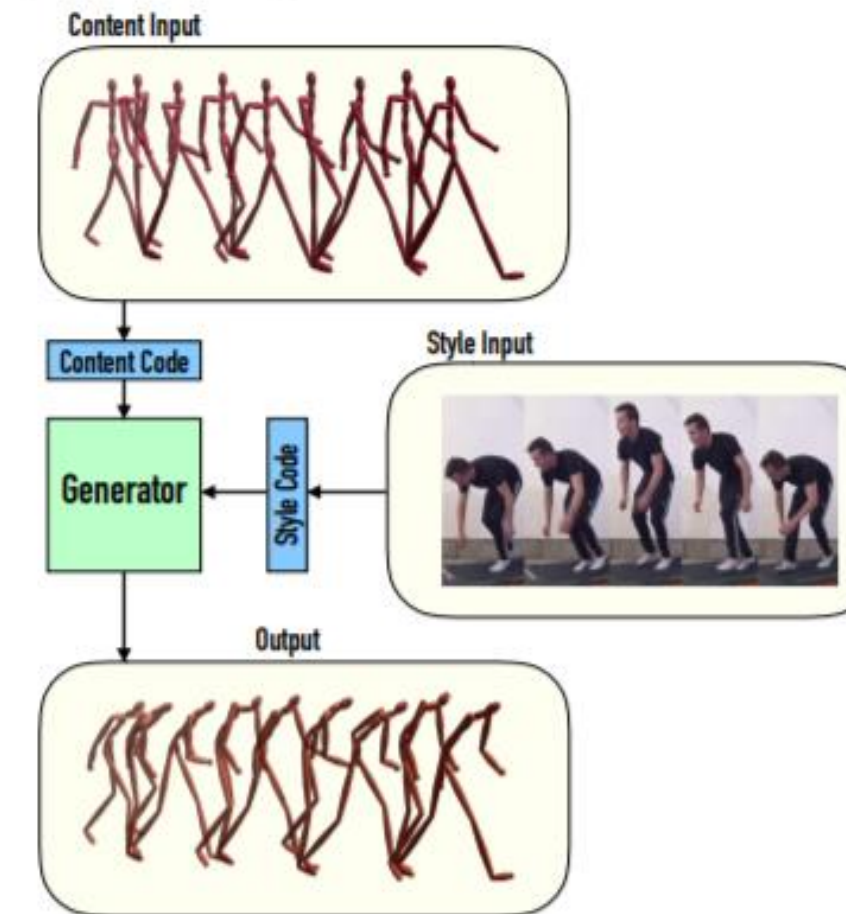 Content Input
Content Code
Style Input
Generator
Style Code
Output